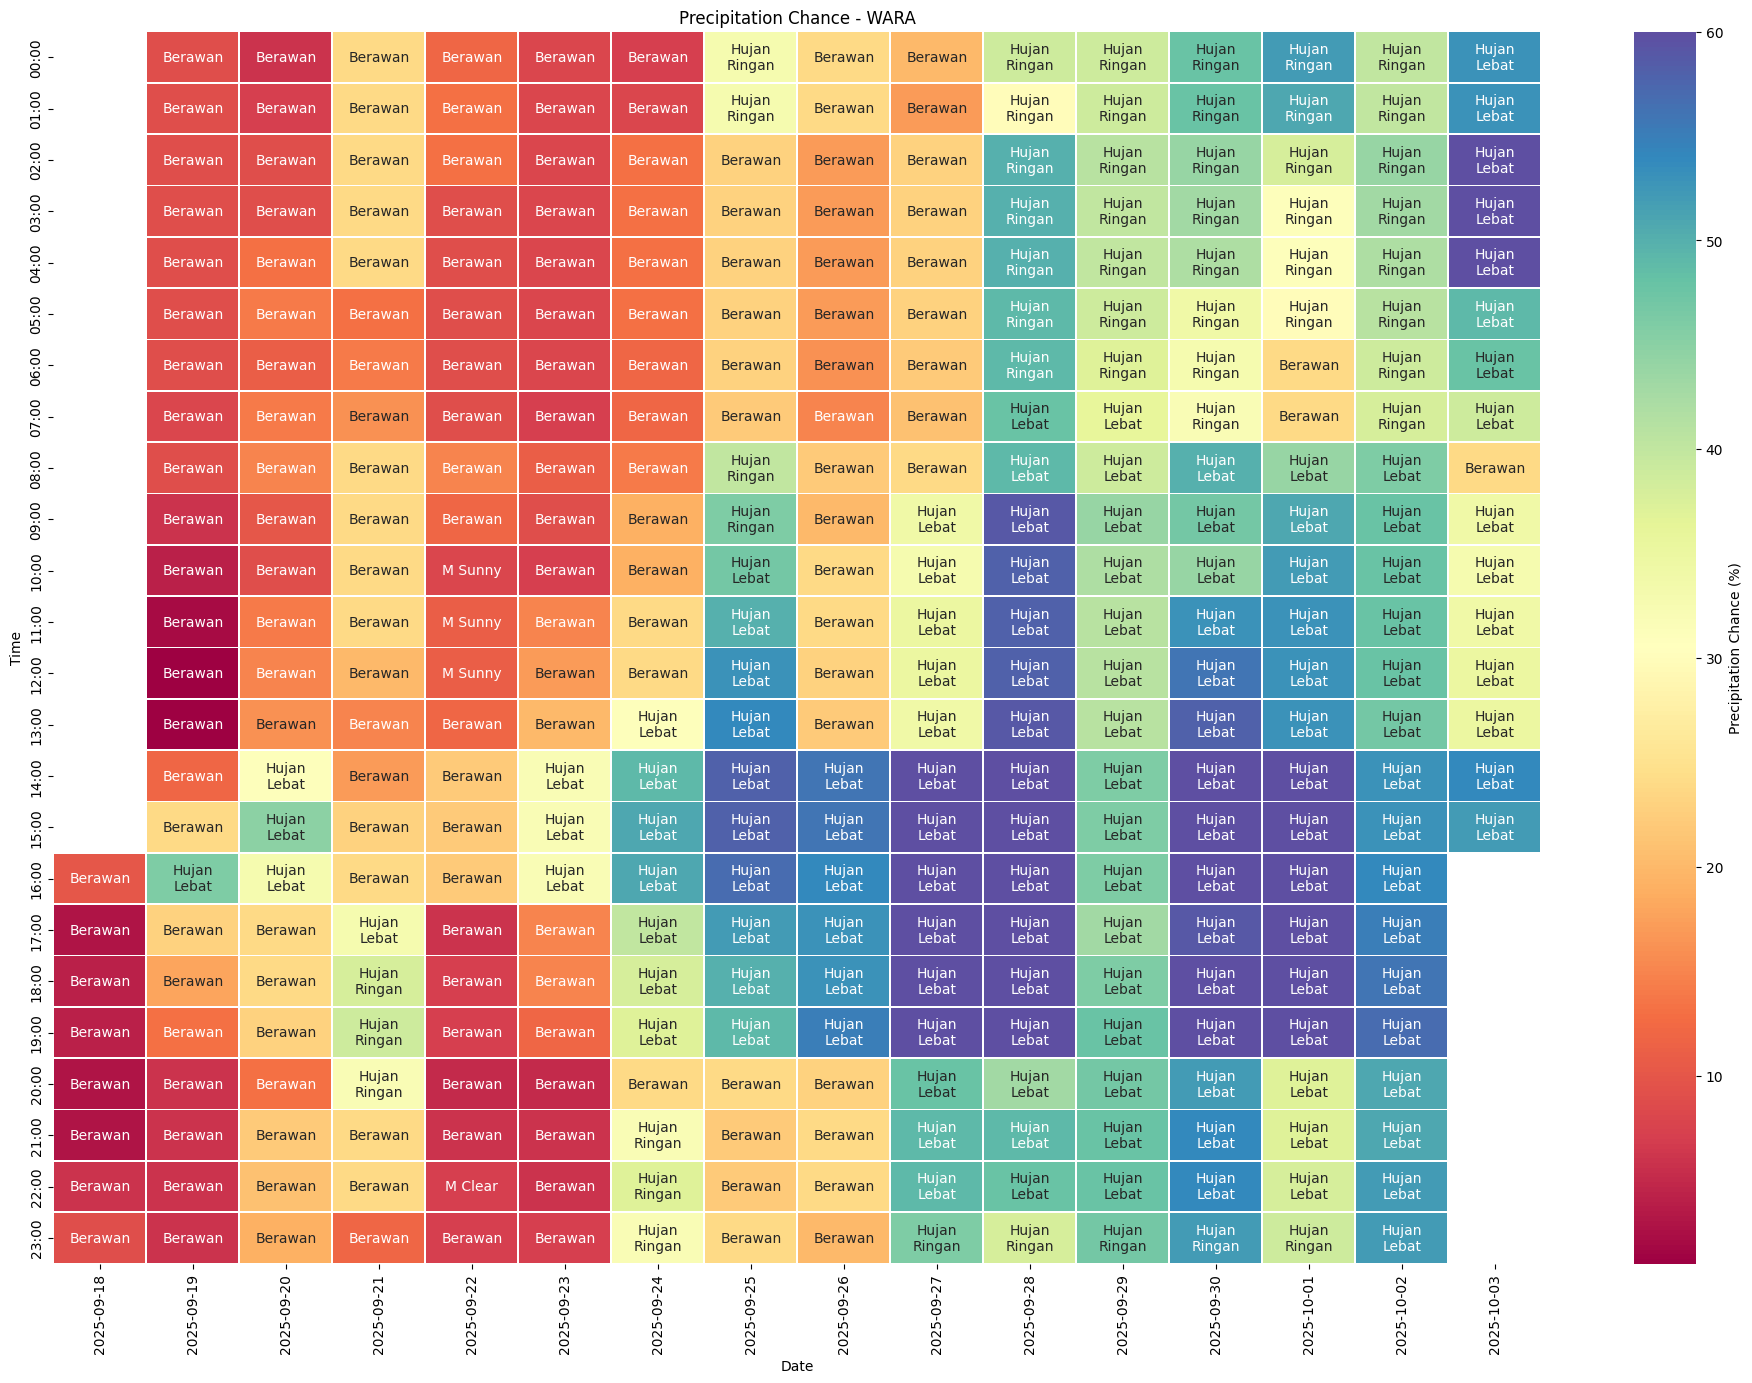 Precipitation Chance - WARA
00:00 Berawan Berawan Berawan Berawan Berawan Berawan Hujan Ringan Berawan Berawan Hujan Ringan Hujan Ringan Hujan Ringan Hujan Ringan Hujan Ringan Hujan Lebat
01:00 Berawan Berawan Berawan Berawan Berawan Berawan Hujan Ringan Berawan Berawan Hujan Ringan Hujan Ringan Hujan Ringan Hujan Ringan Hujan Ringan Hujan Lebat
02:00 Berawan Berawan Berawan Berawan Berawan Berawan Berawan Berawan Berawan Hujan Ringan Hujan Ringan Hujan Ringan Hujan Ringan Hujan Ringan Hujan Lebat
03:00 Berawan Berawan Berawan Berawan Berawan Berawan Berawan Berawan Berawan Hujan Ringan Hujan Ringan Hujan Ringan Hujan Ringan Hujan Ringan Hujan Lebat
04:00 Berawan Berawan Berawan Berawan Berawan Berawan Berawan Berawan Berawan Hujan Ringan Hujan Ringan Hujan Ringan Hujan Ringan Hujan Ringan Hujan Lebat
05:00 Berawan Berawan Berawan Berawan Berawan Berawan Berawan Berawan Berawan Hujan Ringan Hujan Ringan Hujan Ringan Hujan Ringan Hujan Ringan Hujan Lebat
06:00 Berawan Berawan Berawan Berawan Berawan Berawan Berawan Berawan Berawan Hujan Ringan Hujan Ringan Hujan Ringan Berawan Hujan Ringan Hujan Lebat
07:00 Berawan Berawan Berawan Berawan Berawan Berawan Berawan Berawan Berawan Hujan Lebat Hujan Lebat Hujan Ringan Berawan Hujan Ringan Hujan Lebat
08:00 Berawan Berawan Berawan Berawan Berawan Berawan Hujan Ringan Berawan Berawan Hujan Lebat Hujan Lebat Hujan Lebat Hujan Lebat Hujan Lebat Berawan
09:00 Berawan Berawan Berawan Berawan Berawan Berawan Hujan Ringan Berawan Hujan Lebat Hujan Lebat Hujan Lebat Hujan Lebat Hujan Lebat Hujan Lebat Hujan Lebat
10:00 Berawan Berawan Berawan M Sunny Berawan Berawan Hujan Lebat Berawan Hujan Lebat Hujan Lebat Hujan Lebat Hujan Lebat Hujan Lebat Hujan Lebat Hujan Lebat
11:00 Berawan Berawan Berawan M Sunny Berawan Berawan Hujan Lebat Berawan Hujan Lebat Hujan Lebat Hujan Lebat Hujan Lebat Hujan Lebat Hujan Lebat Hujan Lebat
12:00 Berawan Berawan Berawan M Sunny Berawan Berawan Hujan Lebat Berawan Hujan Lebat Hujan Lebat Hujan Lebat Hujan Lebat Hujan Lebat Hujan Lebat Hujan Lebat
13:00 Berawan Berawan Berawan Berawan Berawan Hujan Lebat Hujan Lebat Berawan Hujan Lebat Hujan Lebat Hujan Lebat Hujan Lebat Hujan Lebat Hujan Lebat Hujan Lebat
14:00 Berawan Hujan Lebat Berawan Berawan Hujan Lebat Hujan Lebat Hujan Lebat Hujan Lebat Hujan Lebat Hujan Lebat Hujan Lebat Hujan Lebat Hujan Lebat Hujan Lebat Hujan Lebat
15:00 Berawan Hujan Lebat Berawan Berawan Hujan Lebat Hujan Lebat Hujan Lebat Hujan Lebat Hujan Lebat Hujan Lebat Hujan Lebat Hujan Lebat Hujan Lebat Hujan Lebat Hujan Lebat
16:00 Berawan Hujan Lebat Hujan Lebat Berawan Berawan Hujan Lebat Hujan Lebat Hujan Lebat Hujan Lebat Hujan Lebat Hujan Lebat Hujan Lebat Hujan Lebat Hujan Lebat Hujan Lebat
17:00 Berawan Berawan Berawan Hujan Lebat Berawan Berawan Hujan Lebat Hujan Lebat Hujan Lebat Hujan Lebat Hujan Lebat Hujan Lebat Hujan Lebat Hujan Lebat Hujan Lebat
18:00 Berawan Berawan Berawan Hujan Ringan Berawan Berawan Hujan Lebat Hujan Lebat Hujan Lebat Hujan Lebat Hujan Lebat Hujan Lebat Hujan Lebat Hujan Lebat Hujan Lebat
19:00 Berawan Berawan Berawan Hujan Ringan Berawan Berawan Hujan Lebat Hujan Lebat Hujan Lebat Hujan Lebat Hujan Lebat Hujan Lebat Hujan Lebat Hujan Lebat Hujan Lebat
20:00 Berawan Berawan Berawan Hujan Ringan Berawan Berawan Berawan Berawan Berawan Hujan Lebat Hujan Lebat Hujan Lebat Hujan Lebat Hujan Lebat Hujan Lebat
21:00 Berawan Berawan Berawan Berawan Berawan Berawan Hujan Ringan Berawan Berawan Hujan Lebat Hujan Lebat Hujan Lebat Hujan Lebat Hujan Lebat Hujan Lebat
22:00 Berawan Berawan Berawan Berawan M Clear Berawan Hujan Ringan Berawan Berawan Hujan Lebat Hujan Lebat Hujan Lebat Hujan Lebat Hujan Lebat Hujan Lebat
23:00 Berawan Berawan Berawan Berawan Berawan Berawan Hujan Ringan Berawan Berawan Hujan Ringan Hujan Ringan Hujan Ringan Hujan Ringan Hujan Ringan Hujan Lebat
Time
2025-09-18 2025-09-19 2025-09-20 2025-09-21 2025-09-22 2025-09-23 2025-09-24 2025-09-25 2025-09-26 2025-09-27 2025-09-28 2025-09-29 2025-09-30 2025-10-01 2025-10-02 2025-10-03
Date
60
50
40
30
20
10
Precipitation Chance (%)